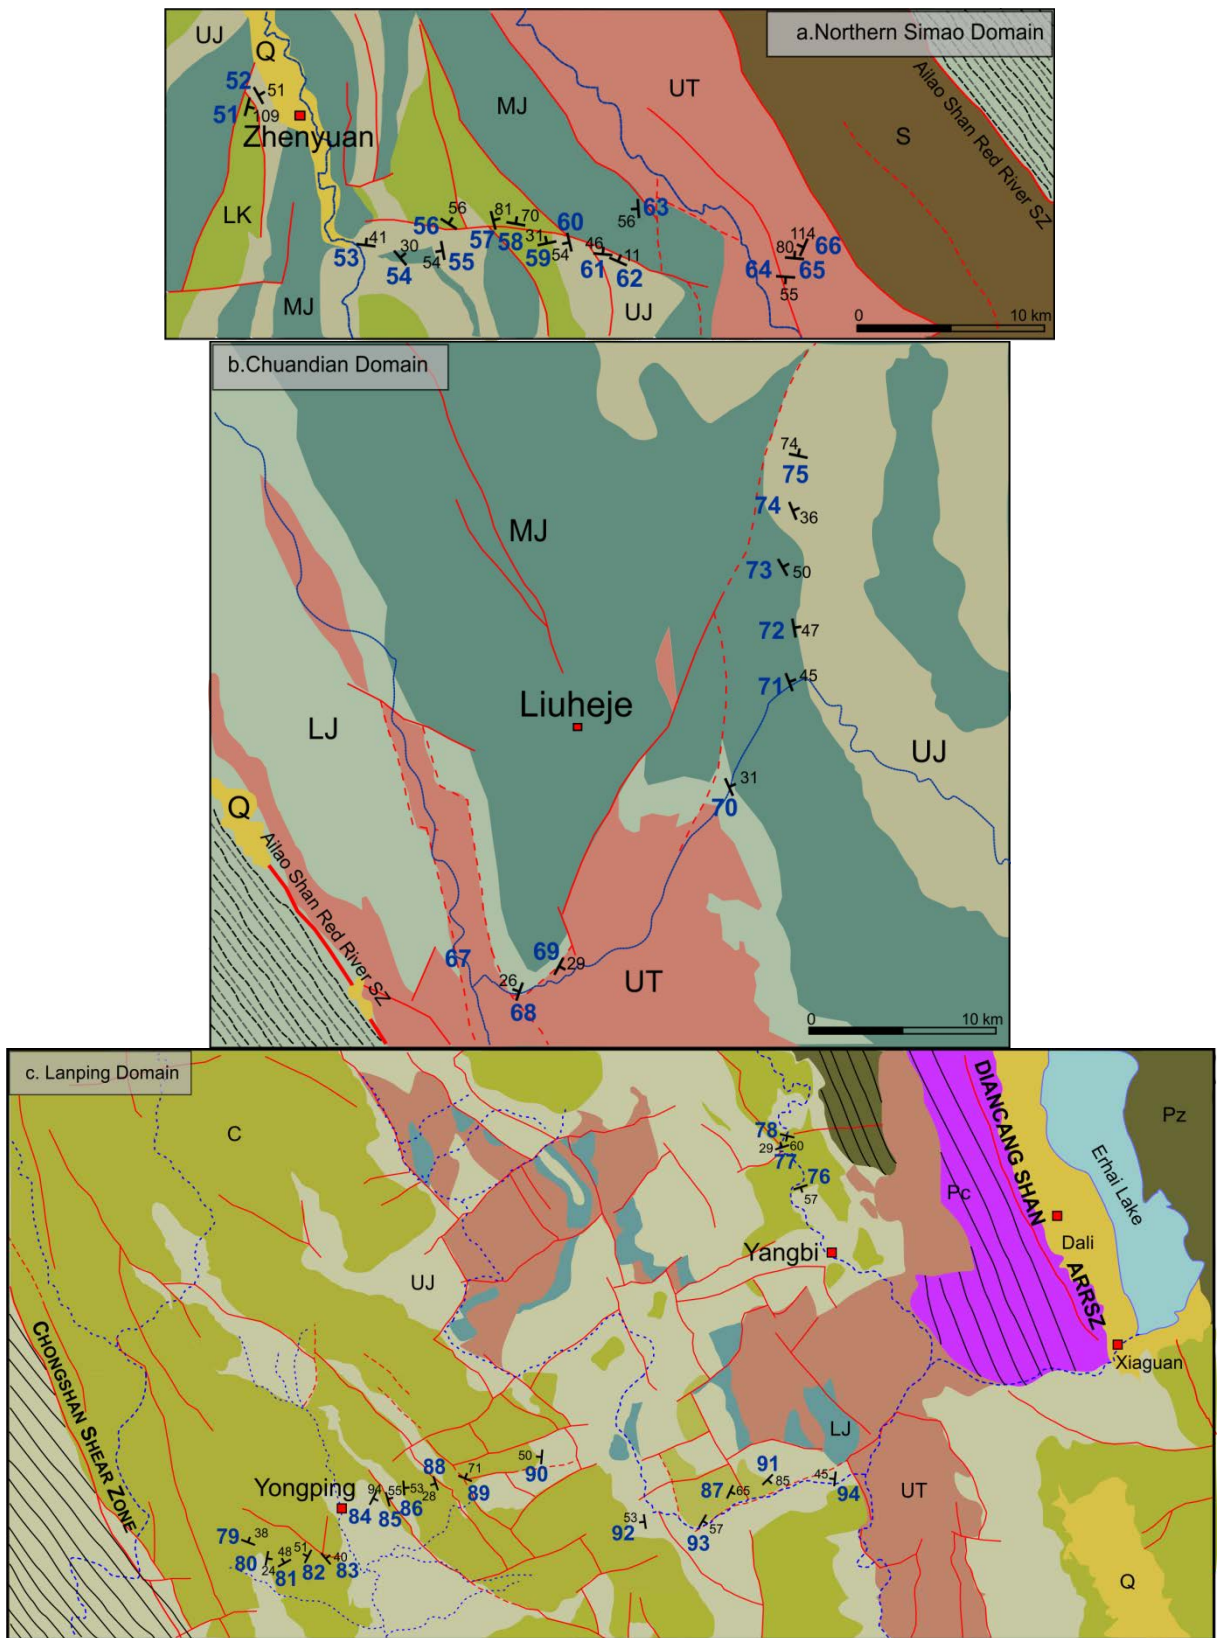 a.Northern Simao Domain
UJ
Q
52
51
51
109
Zhenyuan
LK
MJ
UT
S
Ailao Shan Red River SZ
56
56
81
70
60
63
56
57
58
31
59
54
46
11
61
62
53
41
30
54
54
55
114
80
66
64
65
55
MJ
UJ
0
10 km
b.Chuandian Domain
74
75
74
36
MJ
73
50
72
47
71
45
Liuheje
LJ
UJ
Q
Ailao Shan Red River SZ
31
70
67
69
29
26
68
UT
0
10 km
c. Lanping Domain
C
78
29
60
77
76
57
Yangbi
UJ
Pc
DIANCANG SHAN
ARRSZ
Dali
Erhai Lake
Pz
Xiaguan
CHONGSHAN SHEAR ZONE
LJ
UT
Q
Yongping
88
71
50
90
89
28
53
55
94
84
85
86
91
85
87
65
45
94
53
92
57
93
79
38
80
24
48
81
51
82
40
83